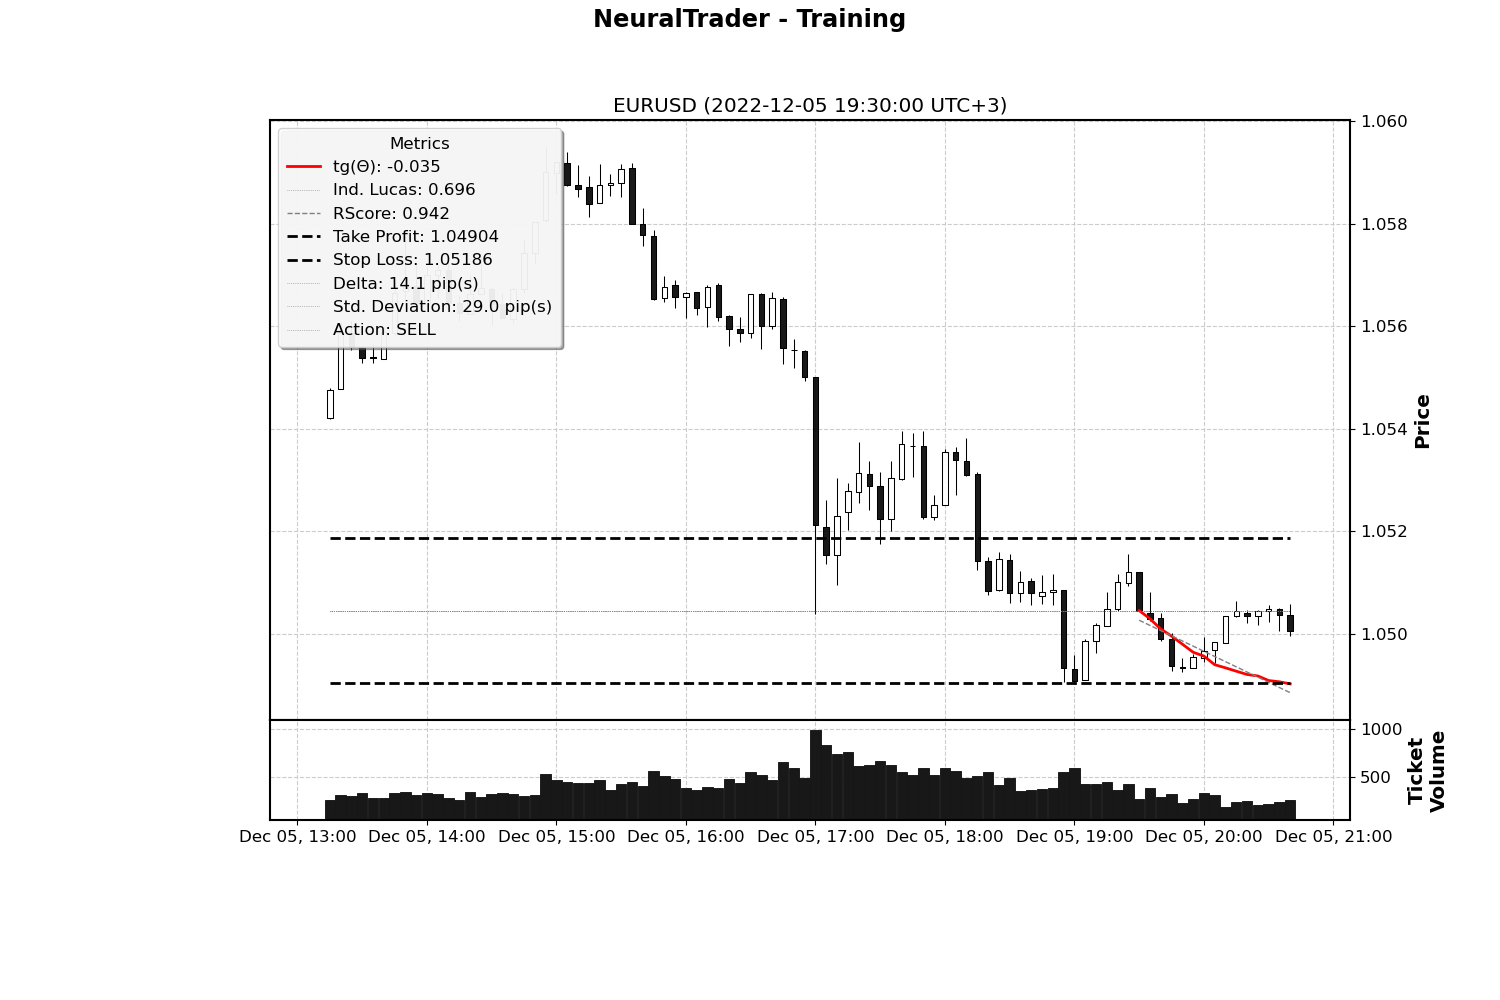 NeuralTrader - Training
EURUSD (2022-12-05 19:30:00 UTC+3)
Metrics
tg(Θ): -0.035
Ind. Lucas: 0.696
RScore: 0.942
Take Profit: 1.04904
Stop Loss: 1.05186
Delta: 14.1 pip(s)
Std. Deviation: 29.0 pip(s)
Action: SELL
1.060
1.058
1.056
1.054
1.052
1.050
Price
1000
500
Ticket
Volume
Dec 05, 13:00 Dec 05, 14:00 Dec 05, 15:00 Dec 05, 16:00 Dec 05, 17:00 Dec 05, 18:00 Dec 05, 19:00 Dec 05, 20:00 Dec 05, 21:00